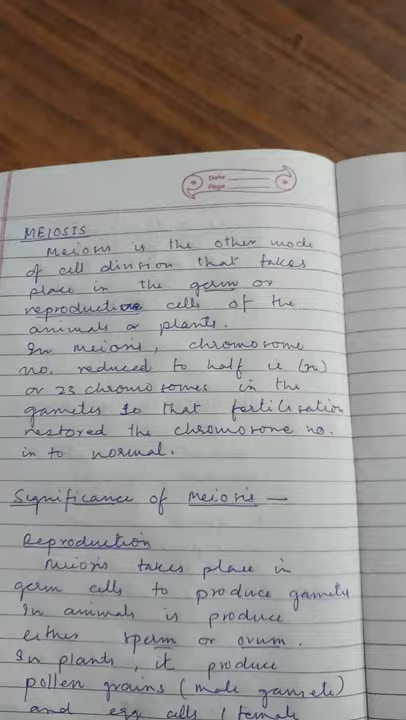 Date
Page
MEIOSIS
Meiosis is the other mode
of cell division that takes
place in the germ or
reproductive cells of the
animals or plants.
In meiosis, chromosome
no. reduced to half ie (n)
or 23 chromosomes in the
gametes so that fertilisation
restored the chromosome no.
in to normal.
Significance of Meiosis —
Reproduction
Meiosis takes place in
germ cells to produce gametes
In animals is produce
either sperm or ovum.
In plants, it produce
pollen grains (male gamete)
and egg cells (female